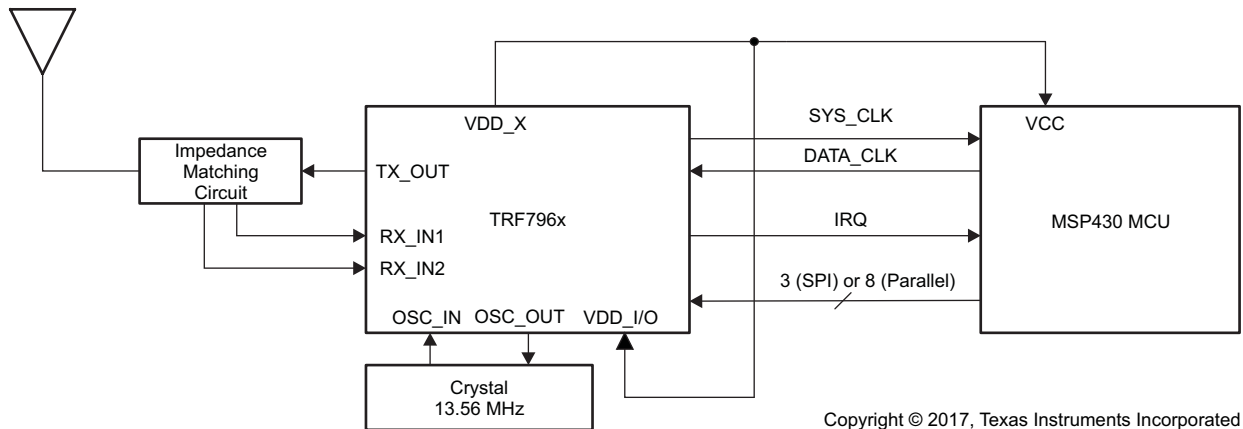 VDD_X
SYS_CLK
VCC
Impedance
Matching
Circuit
TX_OUT
DATA_CLK
TRF796x
IRQ
MSP430 MCU
RX_IN1
RX_IN2
3 (SPI) or 8 (Parallel)
OSC_IN
OSC_OUT
VDD_I/O
Crystal
13.56 MHz
Copyright © 2017, Texas Instruments Incorporated